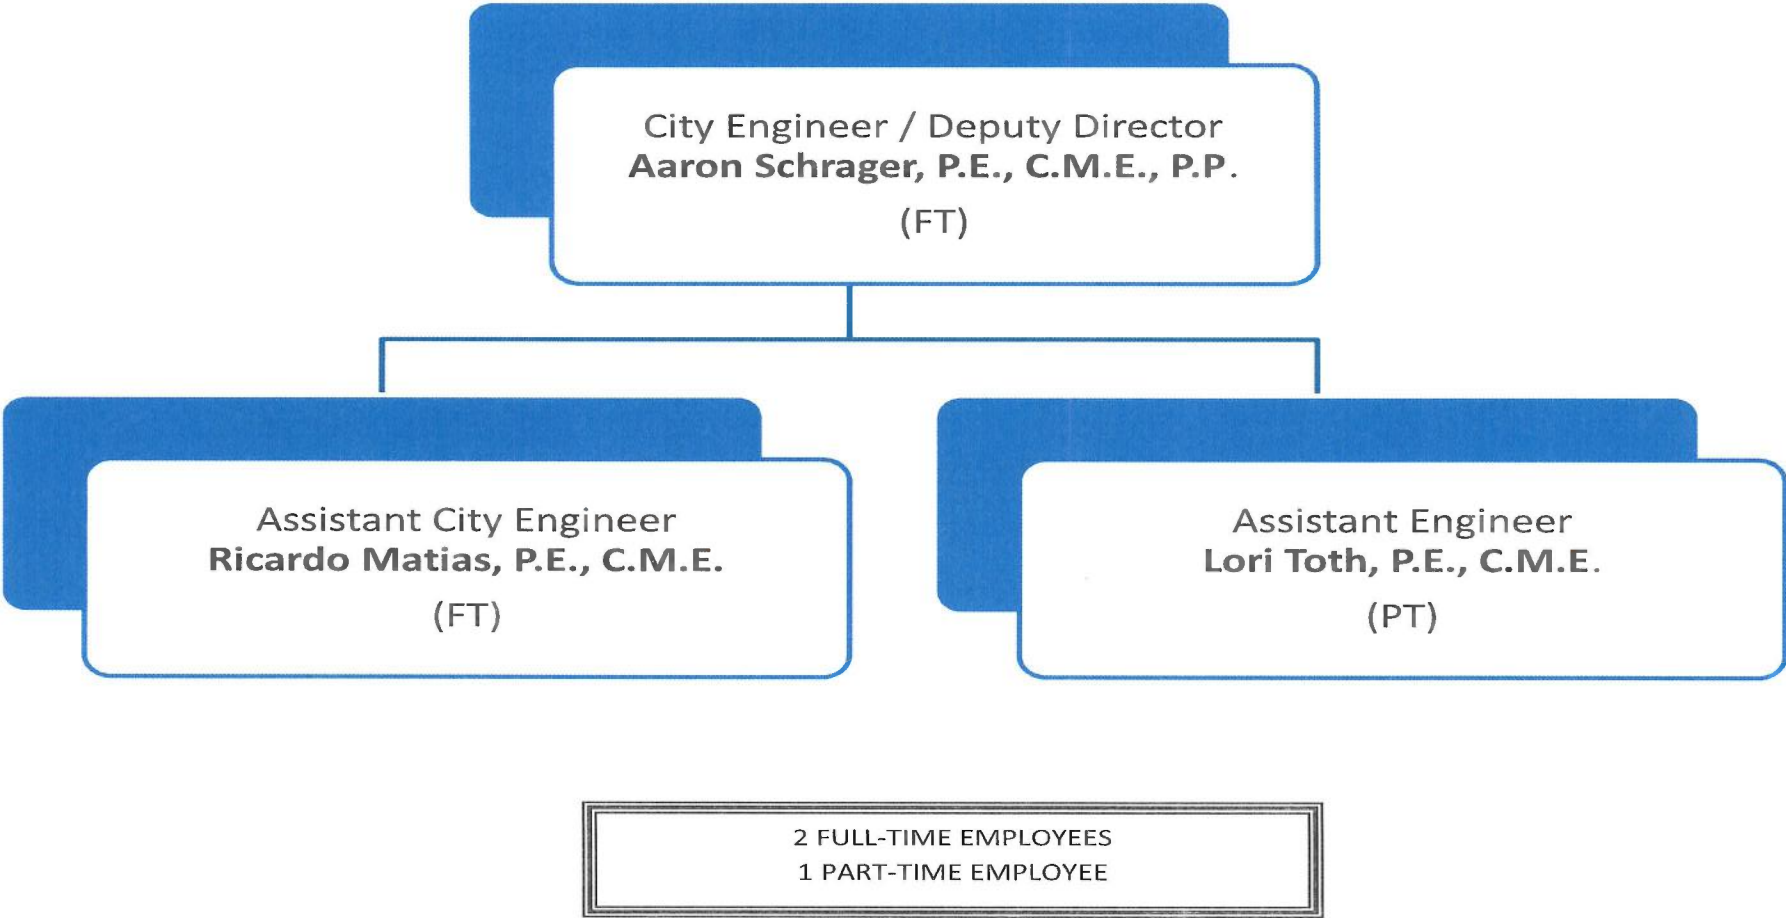 City Engineer / Deputy Director
Aaron Schrager, P.E., C.M.E., P.P.
(FT)
Assistant City Engineer
Ricardo Matias, P.E., C.M.E.
(FT)
Assistant Engineer
Lori Toth, P.E., C.M.E.
(PT)
2 FULL-TIME EMPLOYEES
1 PART-TIME EMPLOYEE